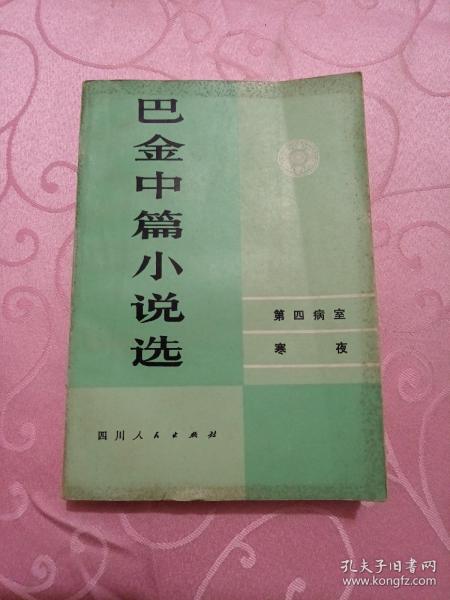 巴金中篇小说选
第四病室
寒夜
四川人民出版社
孔夫子旧书网
www.kongfz.com